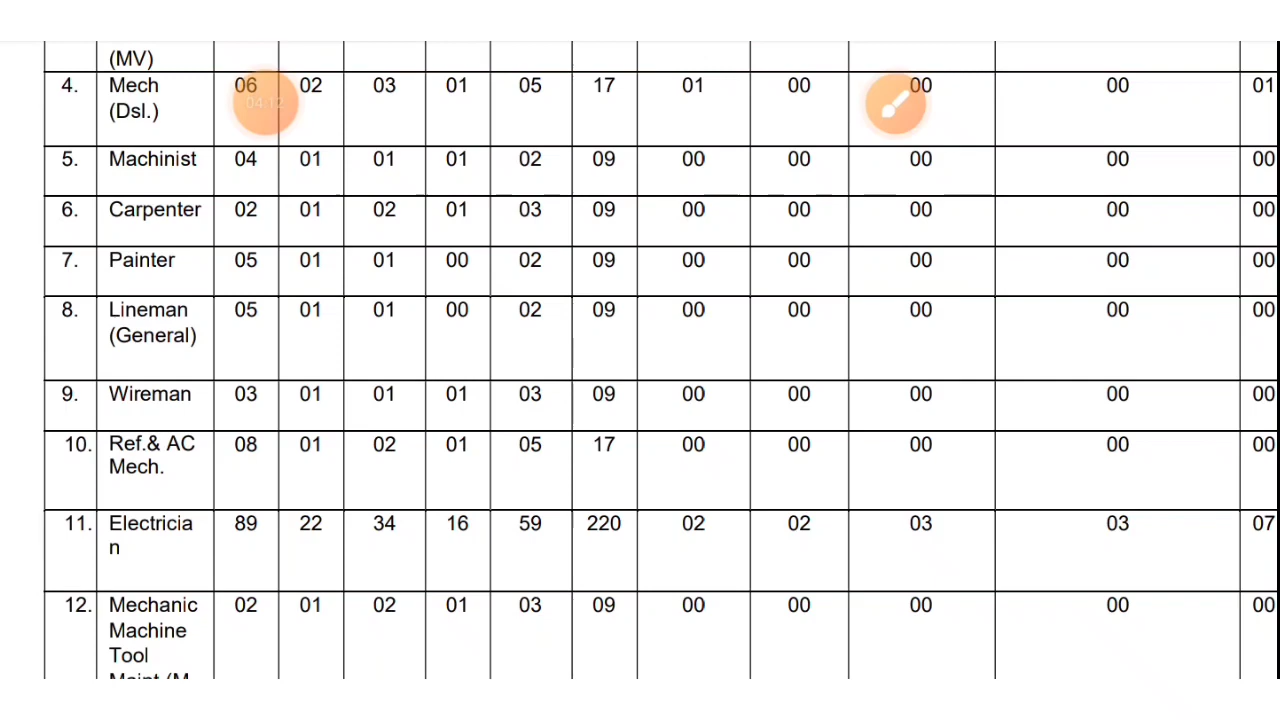 (MV)
4. Mech (Dsl.) 06 02 03 01 05 17 01 00 00 00 01
04:12
5. Machinist 04 01 01 01 02 09 00 00 00 00 00
6. Carpenter 02 01 02 01 03 09 00 00 00 00 00
7. Painter 05 01 01 00 02 09 00 00 00 00 00
8. Lineman (General) 05 01 01 00 02 09 00 00 00 00 00
9. Wireman 03 01 01 01 03 09 00 00 00 00 00
10. Ref.& AC Mech. 08 01 02 01 05 17 00 00 00 00 00
11. Electricia n 89 22 34 16 59 220 02 02 03 03 07
12. Mechanic Machine Tool 02 01 02 01 03 09 00 00 00 00 00